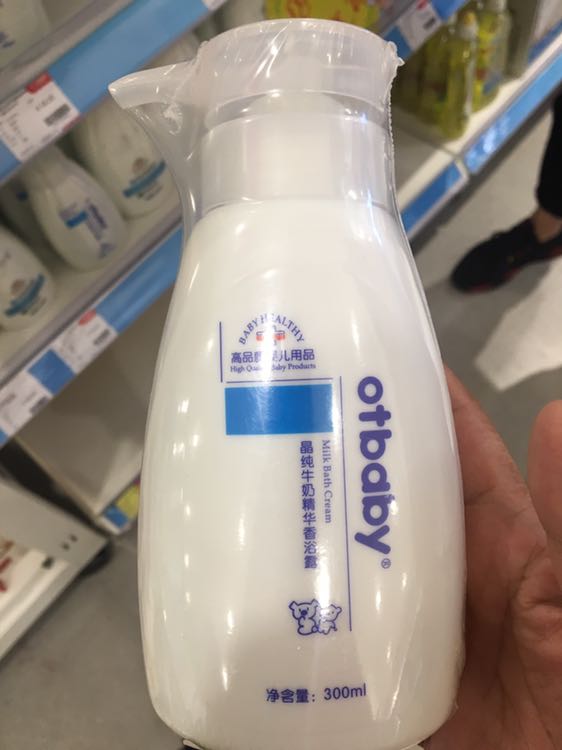 BABY HEALTHY
高品质婴儿用品
High Quality Baby Products
otbaby®
Milk Bath Cream
晶纯牛奶精华香浴露
净含量：300ml